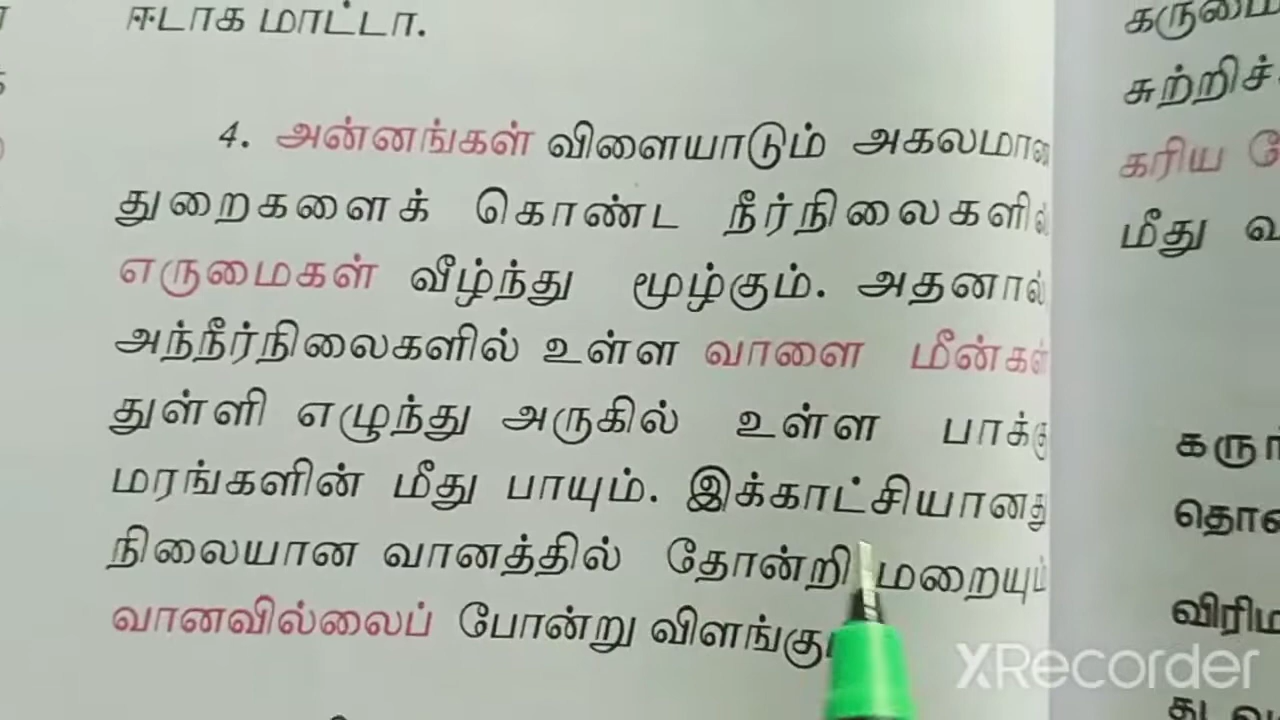 ஈடாக மாட்டா.
4. அன்னங்கள் விளையாடும் அகலமான
துறைகளைக் கொண்ட நீர்நிலைகளில்
எருமைகள் வீழ்ந்து மூழ்கும். அதனால்
அந்நீர்நிலைகளில் உள்ள வாளை மீன்கள்
துள்ளி எழுந்து அருகில் உள்ள பாக்கு
மரங்களின் மீது பாயும். இக்காட்சியானது
நிலையான வானத்தில் தோன்றி மறையும்
வானவில்லைப் போன்று விளங்கும்
கரிய
மீது
XRecorder